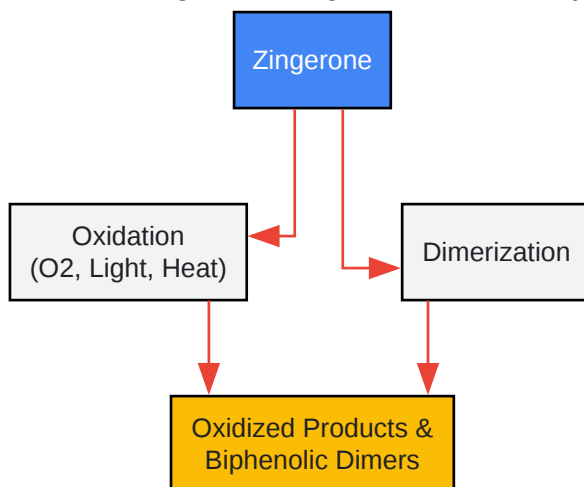 Zingerone
Oxidation
(O2, Light, Heat)
Dimerization
Oxidized Products &
Biphenolic Dimers